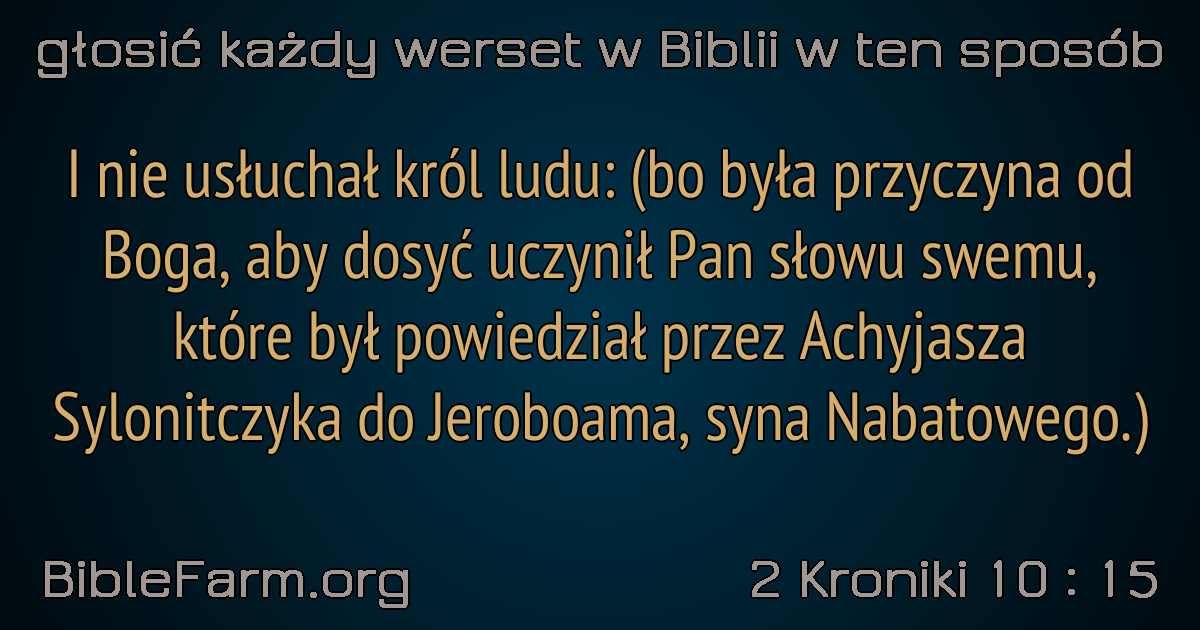 głosić każdy werset w Biblii w ten sposób
I nie usłuchał król ludu: (bo była przyczyna od
Boga, aby dosyć uczynił Pan słowu swemu,
które był powiedział przez Achyjasza
Sylonitczyka do Jeroboama, syna Nabatowego.)
BibleFarm.org
2 Kroniki 10 : 15